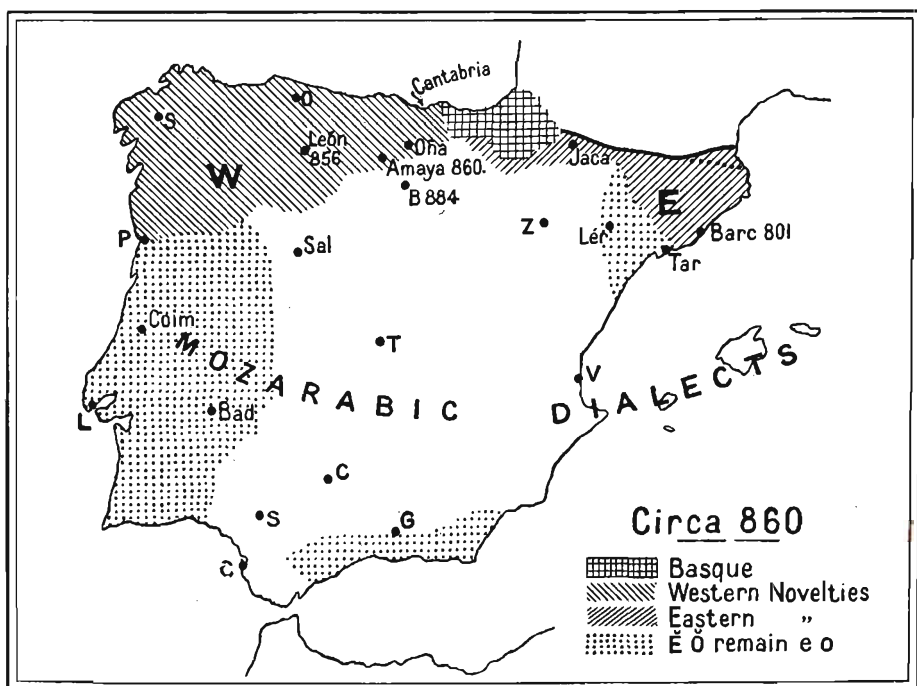 Cantabria
O
S
León
856
Oña
Amaya 860.
B 884
Jaca
W
E
P
Sal
Z
Lér
Barc 801
Tar
Coim
T
MOZARABIC DIALECTS
V
L
Bad
C
S
G
C
Circa 860
Basque
Western Novelties
Eastern "
Ĕ Ŏ remain e o